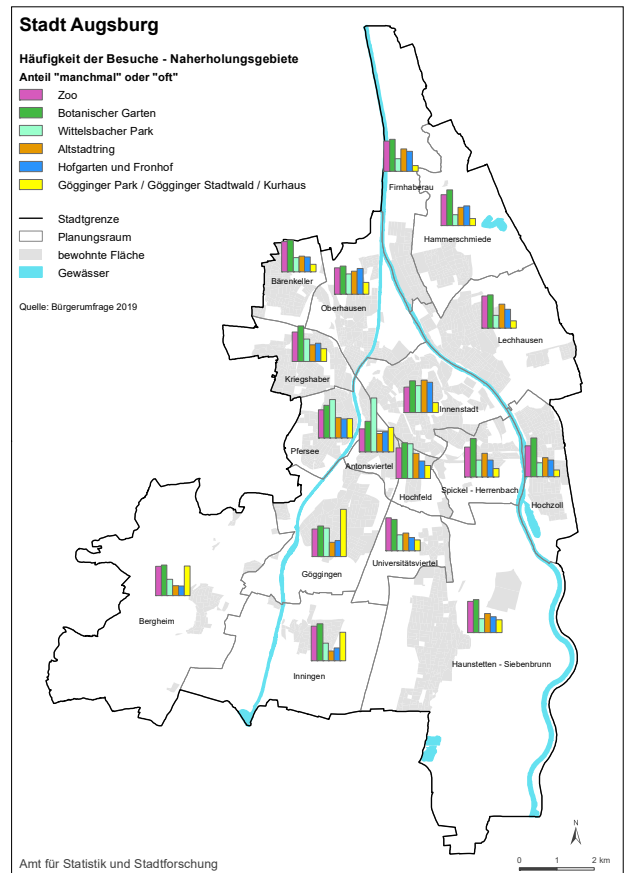 Stadt Augsburg
Häufigkeit der Besuche - Naherholungsgebiete
Anteil "manchmal" oder "oft"
Zoo
Botanischer Garten
Wittelsbacher Park
Altstadtring
Hofgarten und Fronhof
Gögginger Park / Gögginger Stadtwald / Kurhaus
Stadtgrenze
Planungsraum
bewohnte Fläche
Gewässer
Quelle: Bürgerumfrage 2019
Firnhaberau
Hammerschmiede
Bärenkeller
Oberhausen
Lechhausen
Kriegshaber
Innenstadt
Pfersee
Antonsviertel
Hochfeld
Spickel - Herrenbach
Hochzoll
Göggingen
Universitätsviertel
Bergheim
Inningen
Haunstetten - Siebenbrunn
N
0 1 2 km
Amt für Statistik und Stadtforschung